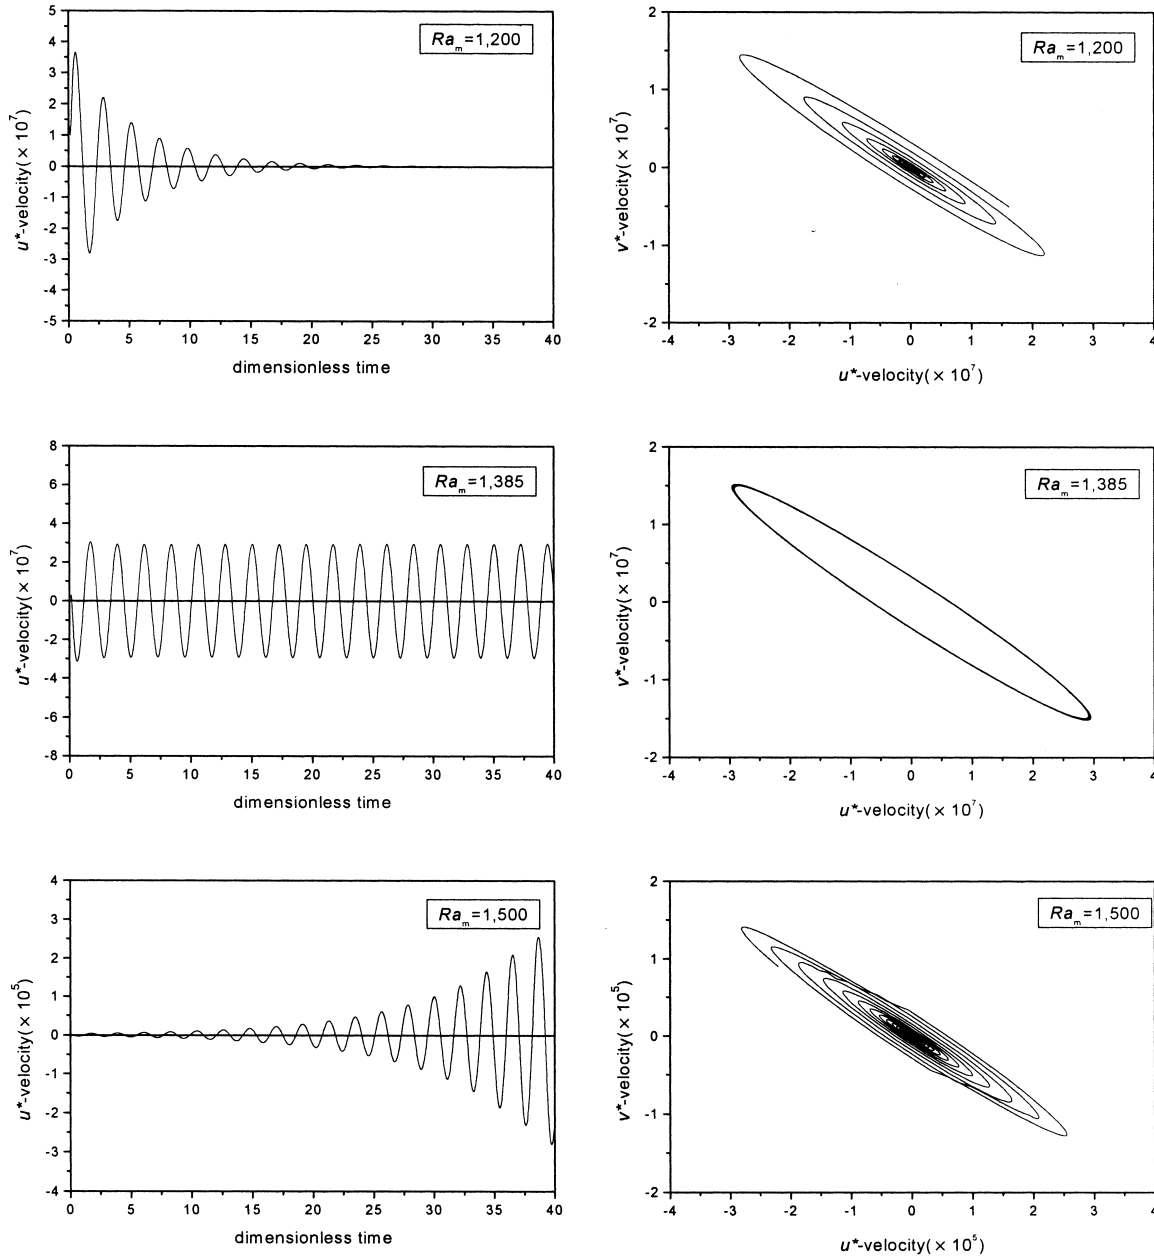 Ra_m=1,200
u*-velocity(× 10^7)
5
4
3
2
1
0
-1
-2
-3
-4
-5
0 5 10 15 20 25 30 35 40
dimensionless time
Ra_m=1,200
v*-velocity(× 10^7)
2
1
0
-1
-2
-4 -3 -2 -1 0 1 2 3 4
u*-velocity(× 10^7)
Ra_m=1,385
u*-velocity(× 10^7)
8
6
4
2
0
-2
-4
-6
-8
0 5 10 15 20 25 30 35 40
dimensionless time
Ra_m=1,385
v*-velocity(× 10^7)
2
1
0
-1
-2
-4 -3 -2 -1 0 1 2 3 4
u*-velocity(× 10^7)
Ra_m=1,500
u*-velocity(× 10^5)
4
3
2
1
0
-1
-2
-3
-4
0 5 10 15 20 25 30 35 40
dimensionless time
Ra_m=1,500
v*-velocity(× 10^5)
2
1
0
-1
-2
-4 -3 -2 -1 0 1 2 3 4
u*-velocity(× 10^5)